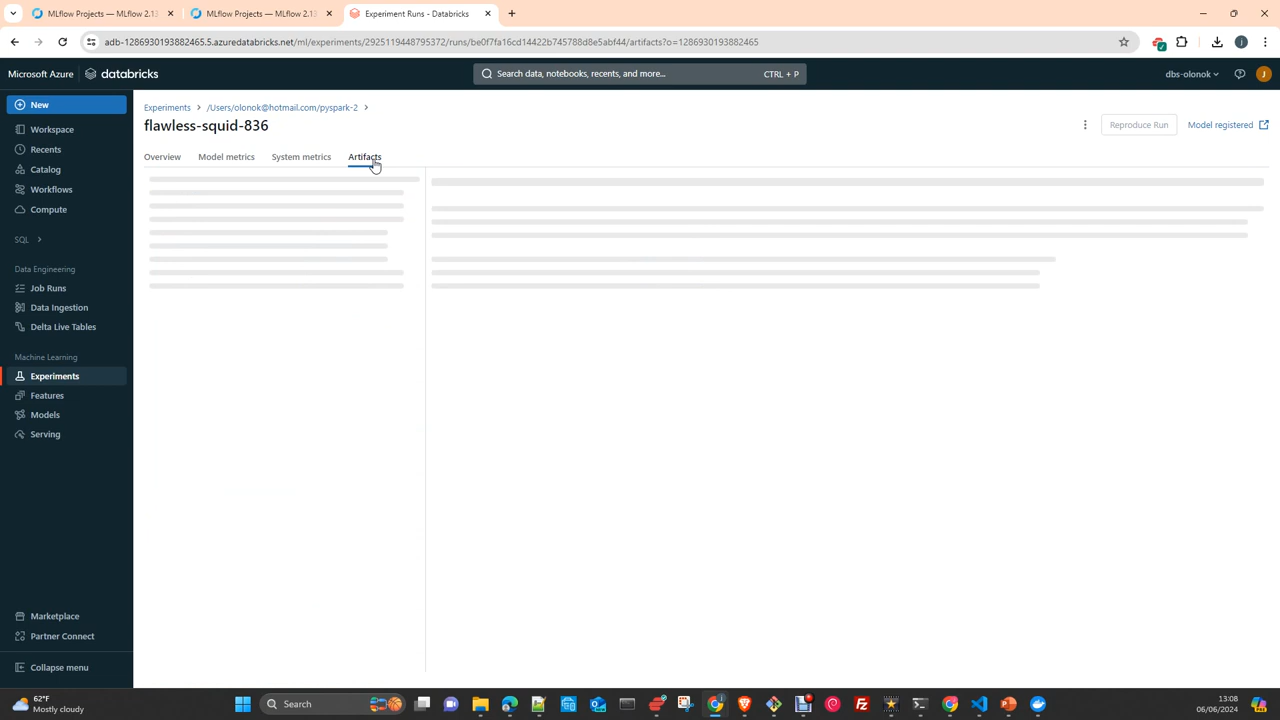 MLflow Projects — MLflow 2.13
MLflow Projects — MLflow 2.13
Experiment Runs - Databricks
adb-1286930193882465.5.azuredatabricks.net/ml/experiments/2925119448795372/runs/be0f7fa16cd14422b745788d8e5abf44/artifacts?o=1286930193882465
Microsoft Azure
databricks
Search data, notebooks, recents, and more...
CTRL + P
dbs-olonok
J
New
Workspace
Recents
Catalog
Workflows
Compute
SQL
Data Engineering
Job Runs
Data Ingestion
Delta Live Tables
Machine Learning
Experiments
Features
Models
Serving
Marketplace
Partner Connect
Collapse menu
Experiments
/Users/olonok@hotmail.com/pyspark-2
flawless-squid-836
Reproduce Run
Model registered
Overview
Model metrics
System metrics
Artifacts
62°F
Mostly cloudy
Search
13:08
06/06/2024